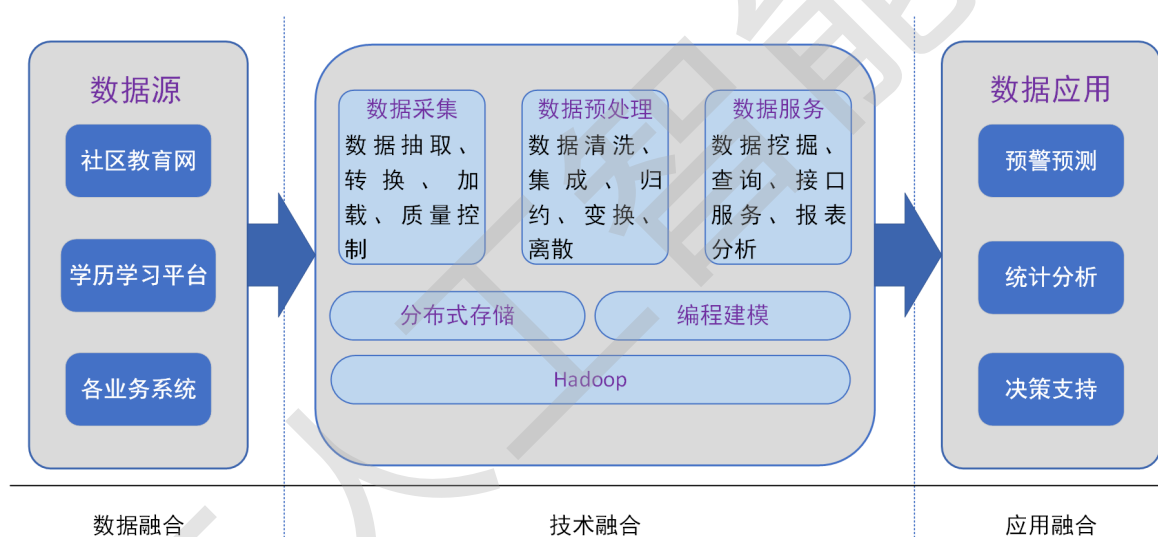 数据源
社区教育网
学历学习平台
各业务系统
数据采集
数据抽取、
转换、加
载、质量控
制
数据预处理
数据清洗、
集成、归
约、变换、
离散
数据服务
数据挖掘、
查询、接口
服务、报表
分析
分布式存储
编程建模
Hadoop
数据应用
预警预测
统计分析
决策支持
数据融合
技术融合
应用融合
人工智能